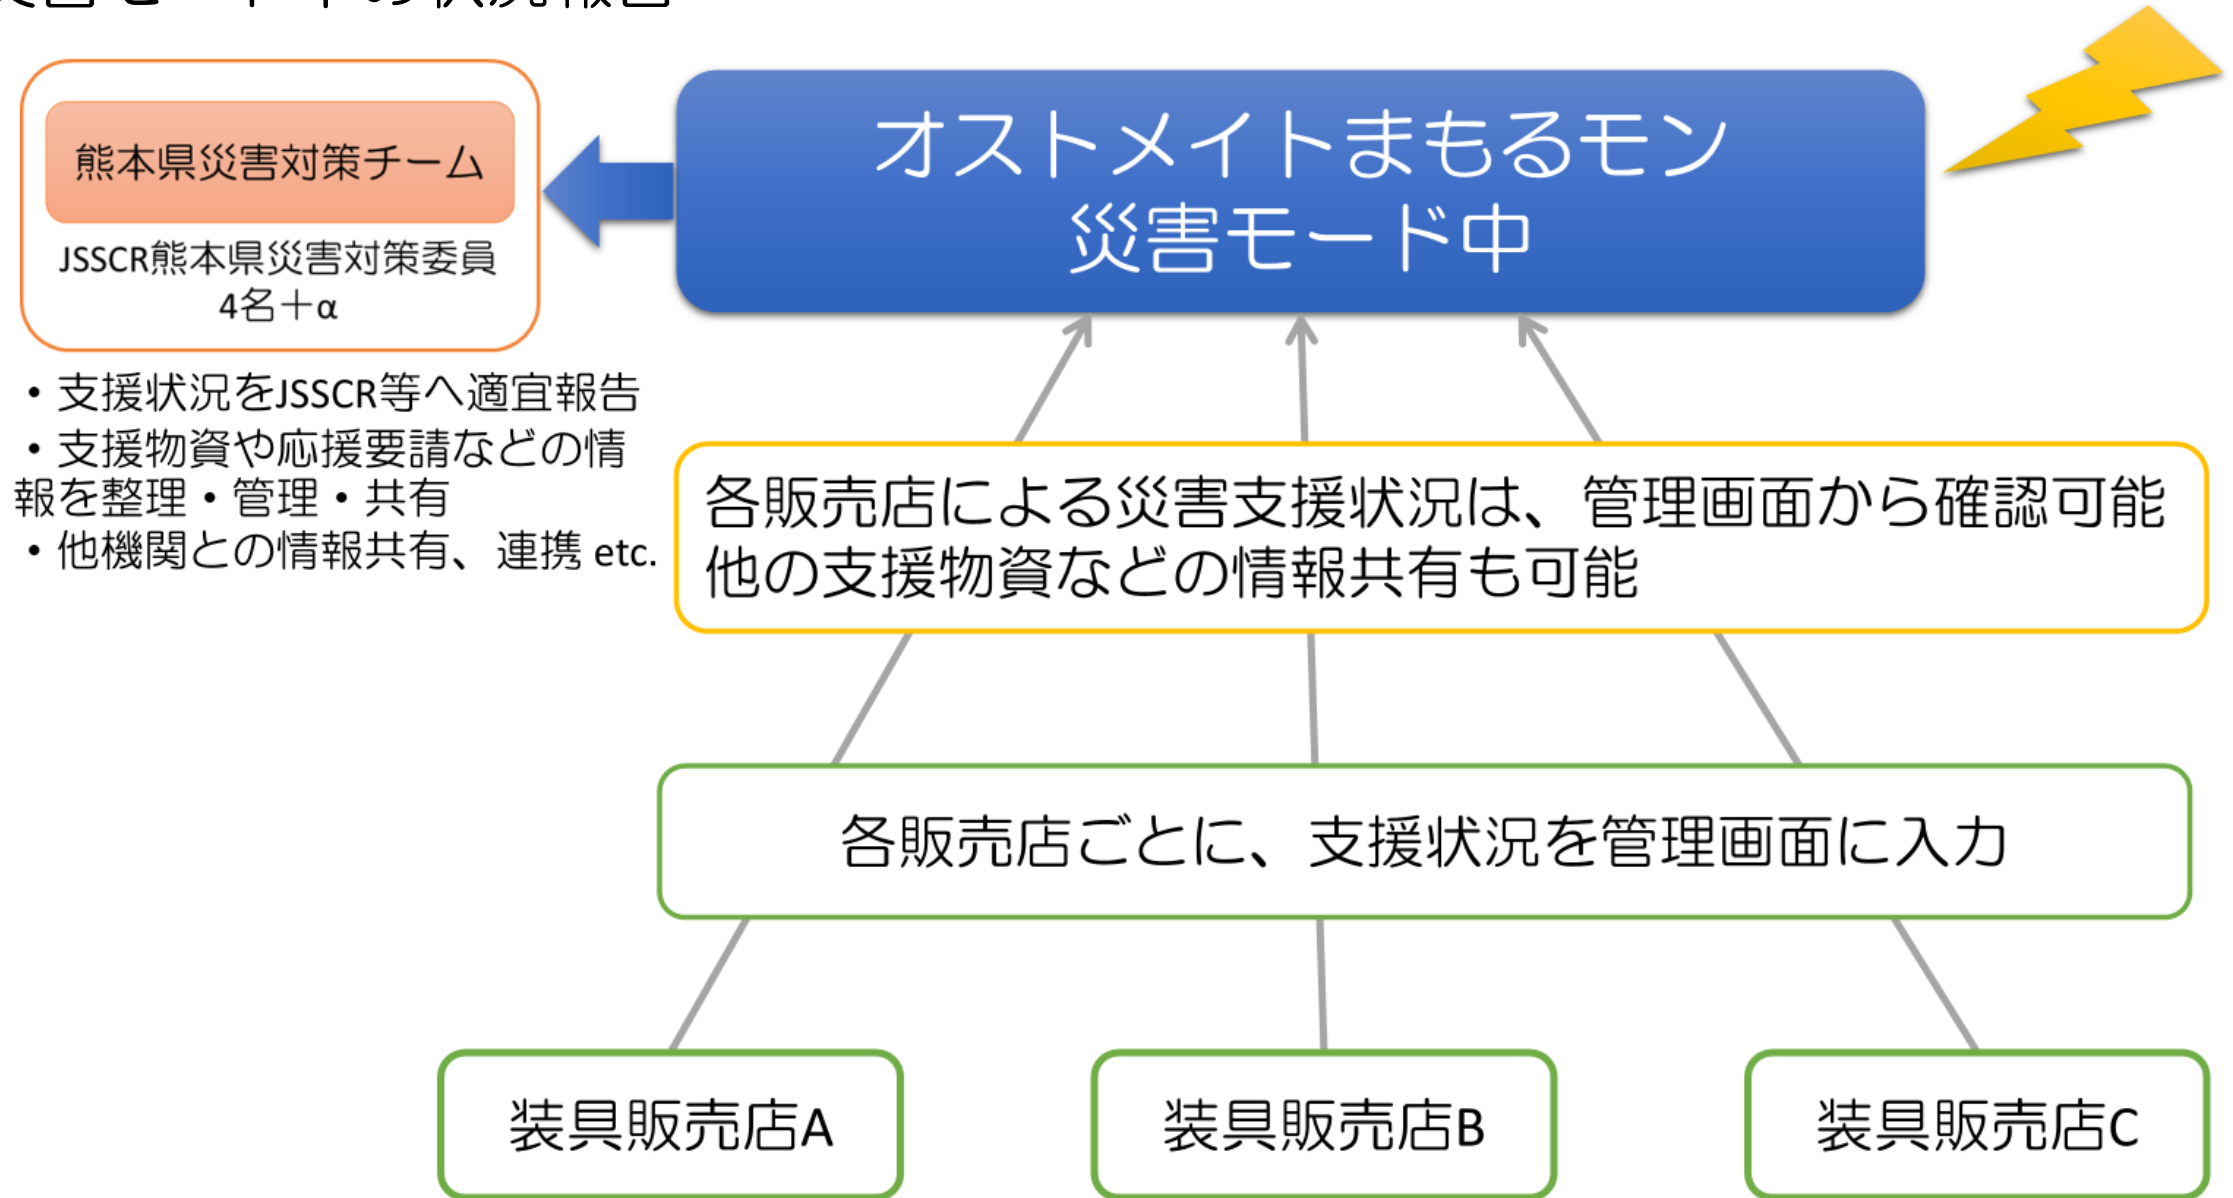 熊本県災害対策チーム
JSSCR熊本県災害対策委員
4名＋α
・支援状況をJSSCR等へ適宜報告
・支援物資や応援要請などの情
報を整理・管理・共有
・他機関との情報共有、連携 etc.
オストメイトまもるモン
災害モード中
各販売店による災害支援状況は、管理画面から確認可能
他の支援物資などの情報共有も可能
各販売店ごとに、支援状況を管理画面に入力
装具販売店A
装具販売店B
装具販売店C